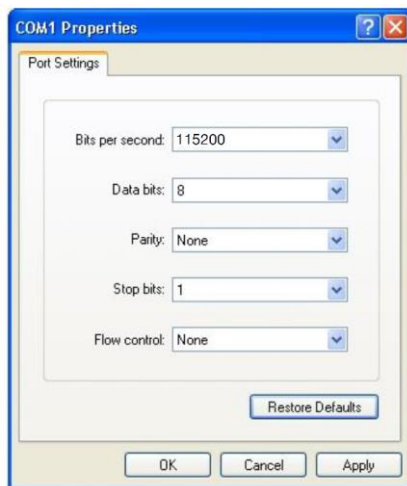 COM1 Properties
Port Settings
Bits per second: 115200
Data bits: 8
Parity: None
Stop bits: 1
Flow control: None
Restore Defaults
OK Cancel Apply